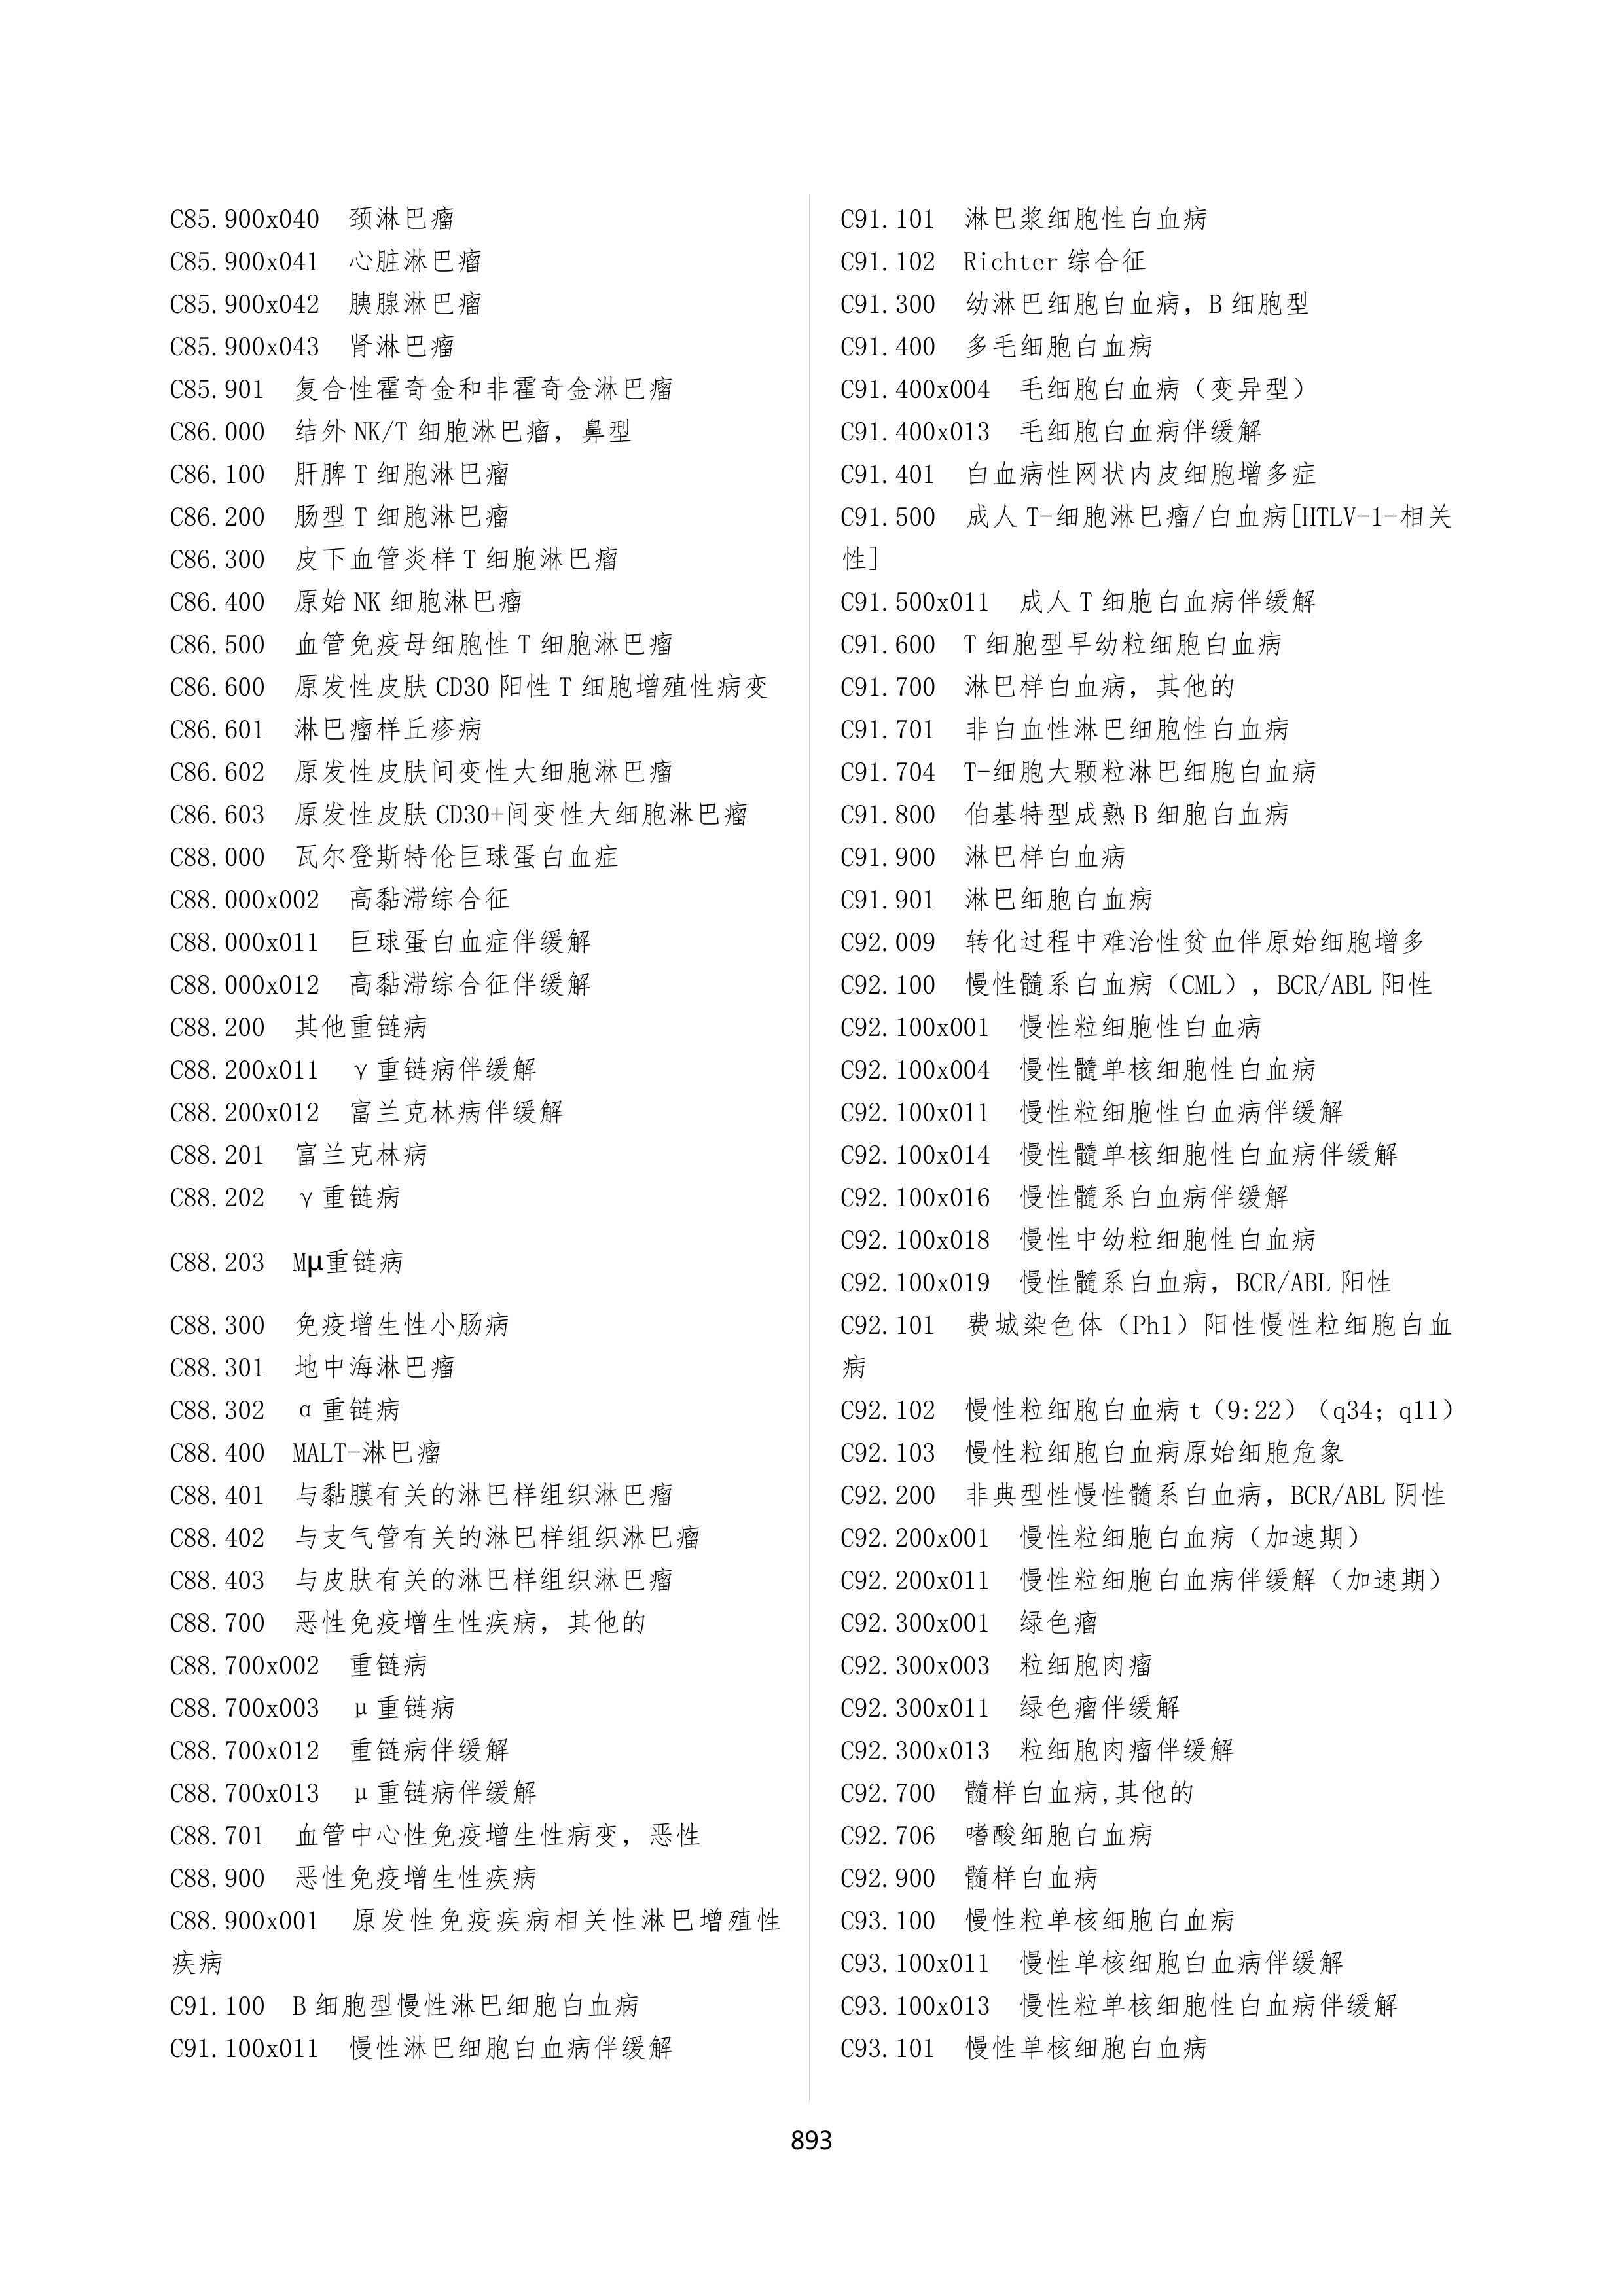 C85.900x040 颈淋巴瘤
C85.900x041 心脏淋巴瘤
C85.900x042 胰腺淋巴瘤
C85.900x043 肾淋巴瘤
C85.901 复合性霍奇金和非霍奇金淋巴瘤
C86.000 结外 NK/T 细胞淋巴瘤，鼻型
C86.100 肝脾 T 细胞淋巴瘤
C86.200 肠型 T 细胞淋巴瘤
C86.300 皮下血管炎样 T 细胞淋巴瘤
C86.400 原始 NK 细胞淋巴瘤
C86.500 血管免疫母细胞性 T 细胞淋巴瘤
C86.600 原发性皮肤 CD30 阳性 T 细胞增殖性病变
C86.601 淋巴瘤样丘疹病
C86.602 原发性皮肤间变性大细胞淋巴瘤
C86.603 原发性皮肤 CD30+间变性大细胞淋巴瘤
C88.000 瓦尔登斯特伦巨球蛋白血症
C88.000x002 高黏滞综合征
C88.000x011 巨球蛋白血症伴缓解
C88.000x012 高黏滞综合征伴缓解
C88.200 其他重链病
C88.200x011 γ重链病伴缓解
C88.200x012 富兰克林病伴缓解
C88.201 富兰克林病
C88.202 γ重链病
C88.203 Mμ重链病
C88.300 免疫增生性小肠病
C88.301 地中海淋巴瘤
C88.302 α重链病
C88.400 MALT-淋巴瘤
C88.401 与黏膜有关的淋巴样组织淋巴瘤
C88.402 与支气管有关的淋巴样组织淋巴瘤
C88.403 与皮肤有关的淋巴样组织淋巴瘤
C88.700 恶性免疫增生性疾病，其他的
C88.700x002 重链病
C88.700x003 μ重链病
C88.700x012 重链病伴缓解
C88.700x013 μ重链病伴缓解
C88.701 血管中心性免疫增生性病变，恶性
C88.900 恶性免疫增生性疾病
C88.900x001 原发性免疫疾病相关性淋巴增殖性
疾病
C91.100 B 细胞型慢性淋巴细胞白血病
C91.100x011 慢性淋巴细胞白血病伴缓解
C91.101 淋巴浆细胞性白血病
C91.102 Richter 综合征
C91.300 幼淋巴细胞白血病，B 细胞型
C91.400 多毛细胞白血病
C91.400x004 毛细胞白血病（变异型）
C91.400x013 毛细胞白血病伴缓解
C91.401 白血病性网状内皮细胞增多症
C91.500 成人 T-细胞淋巴瘤/白血病[HTLV-1-相关
性]
C91.500x011 成人 T 细胞白血病伴缓解
C91.600 T 细胞型早幼粒细胞白血病
C91.700 淋巴样白血病，其他的
C91.701 非白血性淋巴细胞性白血病
C91.704 T-细胞大颗粒淋巴细胞白血病
C91.800 伯基特型成熟 B 细胞白血病
C91.900 淋巴样白血病
C91.901 淋巴细胞白血病
C92.009 转化过程中难治性贫血伴原始细胞增多
C92.100 慢性髓系白血病（CML），BCR/ABL 阳性
C92.100x001 慢性粒细胞性白血病
C92.100x004 慢性髓单核细胞性白血病
C92.100x011 慢性粒细胞性白血病伴缓解
C92.100x014 慢性髓单核细胞性白血病伴缓解
C92.100x016 慢性髓系白血病伴缓解
C92.100x018 慢性中幼粒细胞性白血病
C92.100x019 慢性髓系白血病，BCR/ABL 阳性
C92.101 费城染色体（Ph1）阳性慢性粒细胞白血
病
C92.102 慢性粒细胞白血病 t（9:22）（q34；q11）
C92.103 慢性粒细胞白血病原始细胞危象
C92.200 非典型性慢性髓系白血病，BCR/ABL 阴性
C92.200x001 慢性粒细胞白血病（加速期）
C92.200x011 慢性粒细胞白血病伴缓解（加速期）
C92.300x001 绿色瘤
C92.300x003 粒细胞肉瘤
C92.300x011 绿色瘤伴缓解
C92.300x013 粒细胞肉瘤伴缓解
C92.700 髓样白血病,其他的
C92.706 嗜酸细胞白血病
C92.900 髓样白血病
C93.100 慢性粒单核细胞白血病
C93.100x011 慢性单核细胞白血病伴缓解
C93.100x013 慢性粒单核细胞性白血病伴缓解
C93.101 慢性单核细胞白血病
893